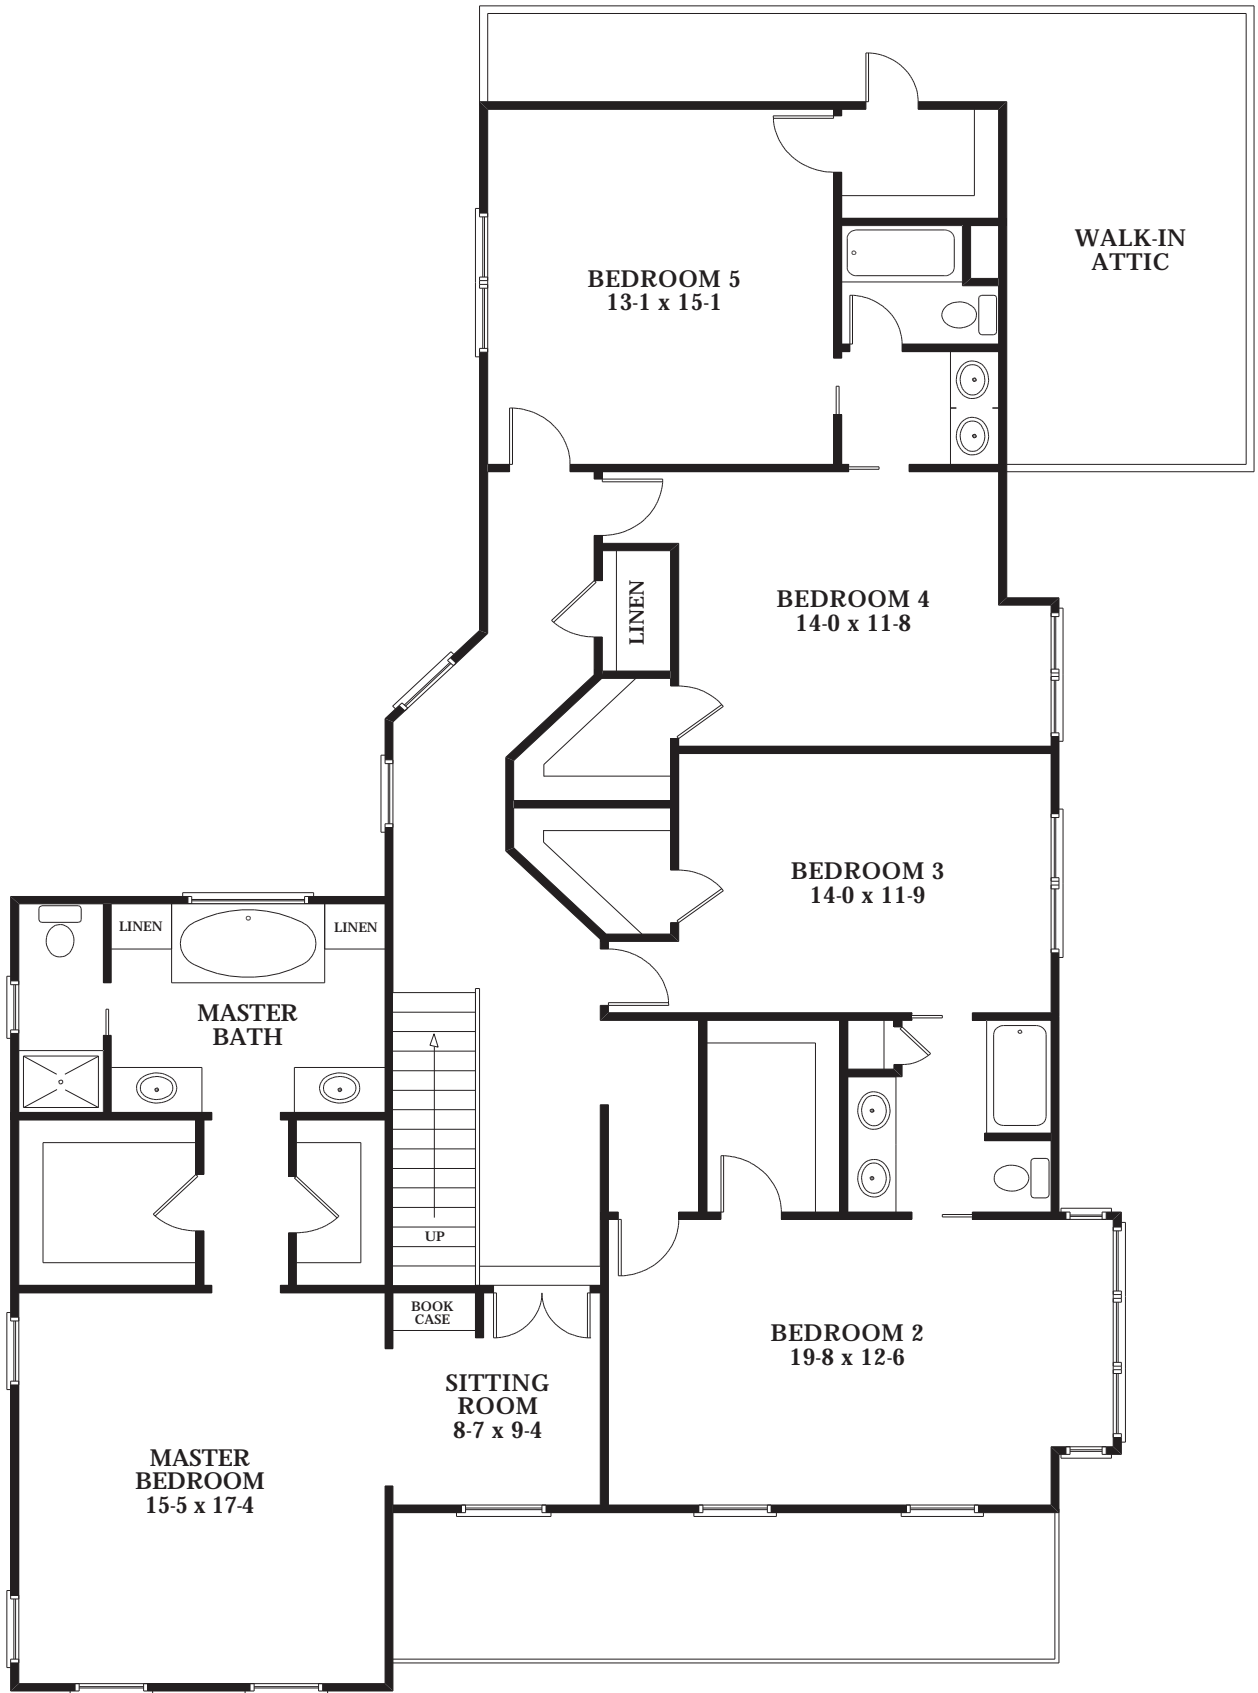 WALK-IN
ATTIC
BEDROOM 5
13-1 x 15-1
BEDROOM 4
14-0 x 11-8
LINEN
BEDROOM 3
14-0 x 11-9
LINEN
LINEN
MASTER
BATH
UP
BOOK
CASE
BEDROOM 2
19-8 x 12-6
SITTING
ROOM
8-7 x 9-4
MASTER
BEDROOM
15-5 x 17-4